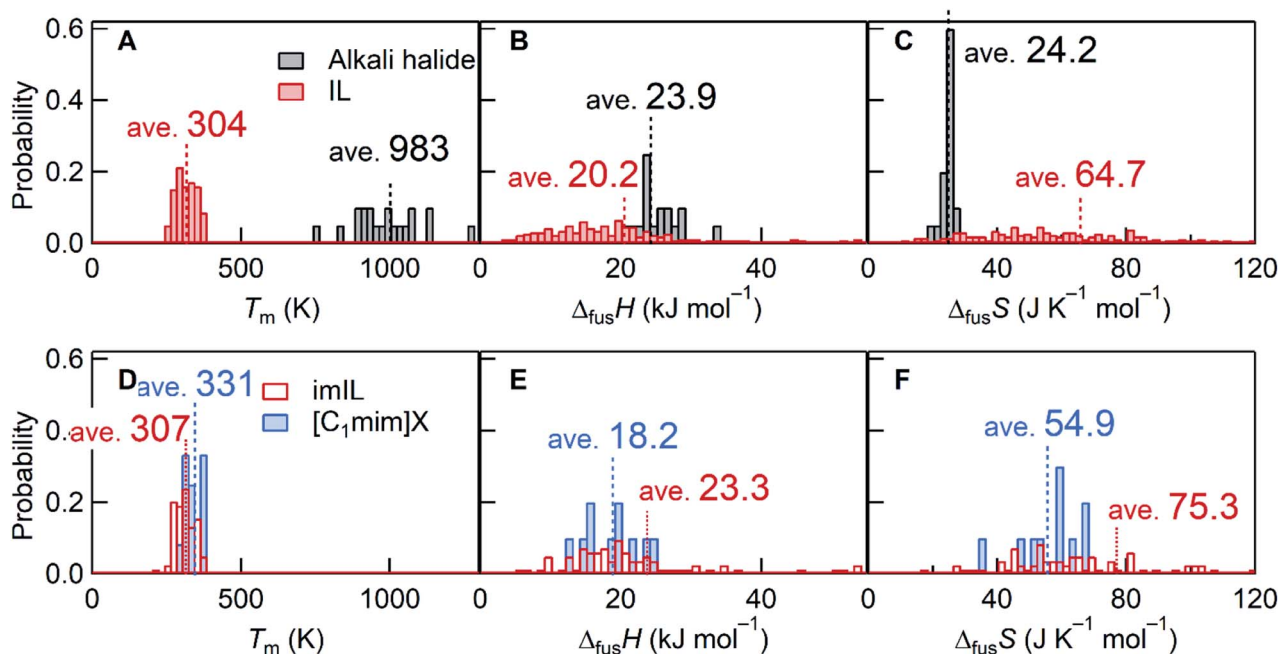 A
Alkali halide
IL
ave. 304
ave. 983
Probability
0.6
0.4
0.2
0.0
0
500
1000
Tm (K)
B
ave. 23.9
ave. 20.2
0
20
40
ΔfusH (kJ mol⁻¹)
C
ave. 24.2
ave. 64.7
0
40
80
120
ΔfusS (J K⁻¹ mol⁻¹)
D
ave. 331
imIL
[C₁mim]X
ave. 307
Probability
0.6
0.4
0.2
0.0
0
500
1000
Tm (K)
E
ave. 18.2
ave. 23.3
0
20
40
ΔfusH (kJ mol⁻¹)
F
ave. 54.9
ave. 75.3
0
40
80
120
ΔfusS (J K⁻¹ mol⁻¹)